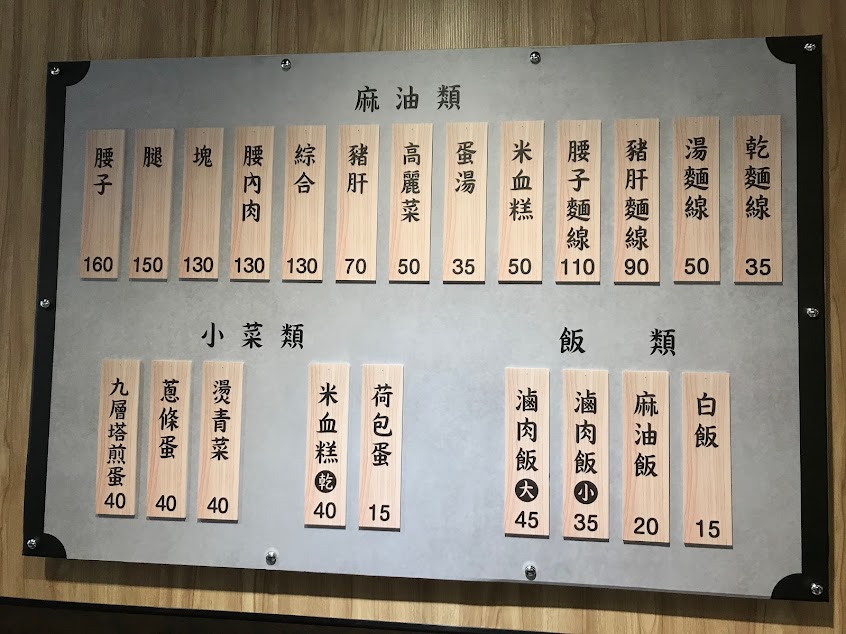 麻油類
腰子 160
腿 150
塊 130
腰內肉 130
綜合 130
豬肝 70
高麗菜 50
蛋湯 35
米血糕 50
腰子麵線 110
豬肝麵線 90
湯麵線 50
乾麵線 35
小菜類
九層塔煎蛋 40
蔥條蛋 40
燙青菜 40
米血糕乾 40
荷包蛋 15
飯類
滷肉飯大 45
滷肉飯小 35
麻油飯 20
白飯 15